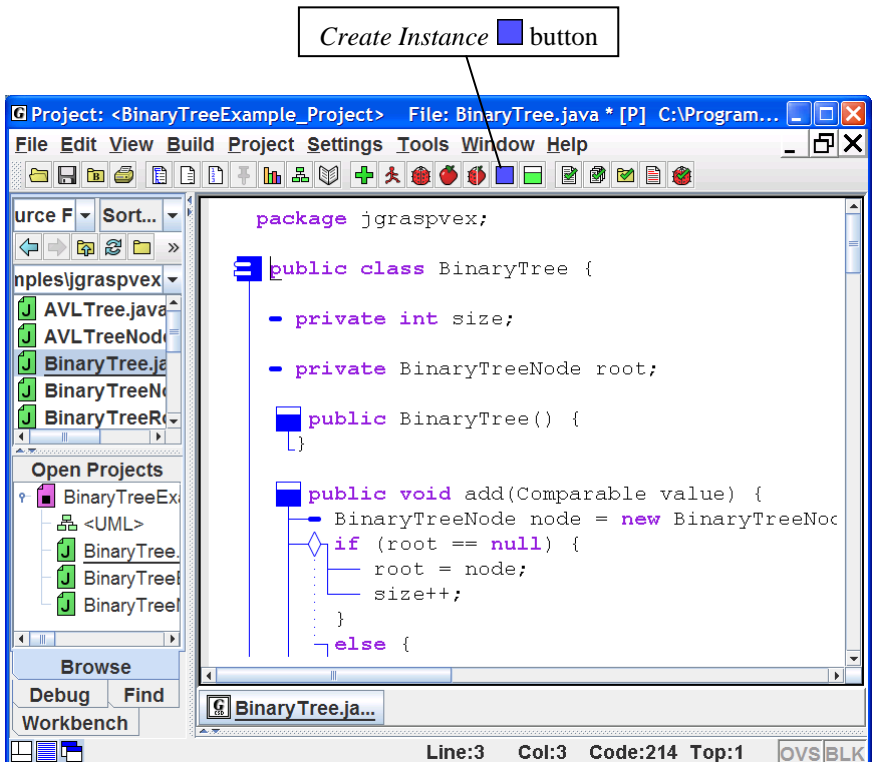 Create Instance button
Project: <BinaryTreeExample_Project> File: BinaryTree.java * [P] C:\Program...
File Edit View Build Project Settings Tools Window Help
urce F Sort...
mples\jgraspvex
AVLTree.java
AVLTreeNod
BinaryTree.ja
BinaryTreeN
BinaryTreeR
Open Projects
BinaryTreeEx
<UML>
BinaryTree.
BinaryTreeE
BinaryTreeN
Browse
Debug Find
Workbench
package jgraspvex;
public class BinaryTree {
private int size;
private BinaryTreeNode root;
public BinaryTree() {
}
public void add(Comparable value) {
BinaryTreeNode node = new BinaryTreeNod
if (root == null) {
root = node;
size++;
}
else {
BinaryTree.ja...
Line:3 Col:3 Code:214 Top:1 OVS BLK